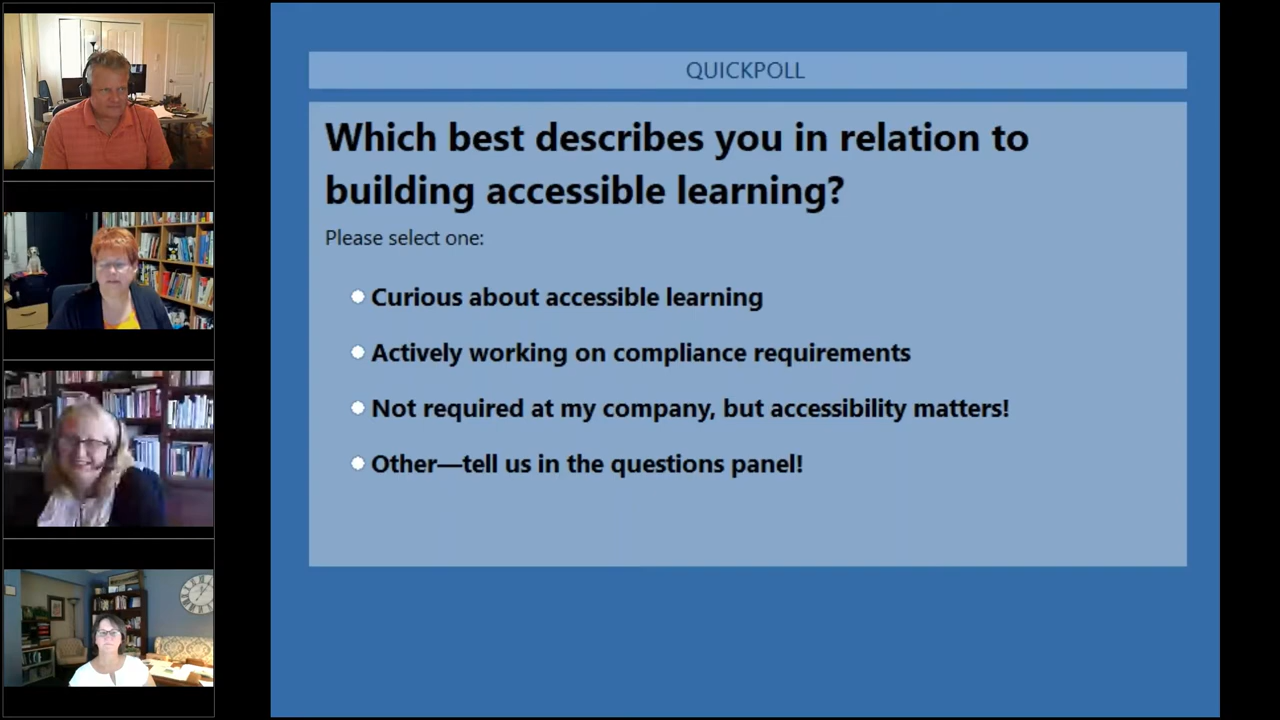 QUICKPOLL
Which best describes you in relation to
building accessible learning?
Please select one:
Curious about accessible learning
Actively working on compliance requirements
Not required at my company, but accessibility matters!
Other—tell us in the questions panel!